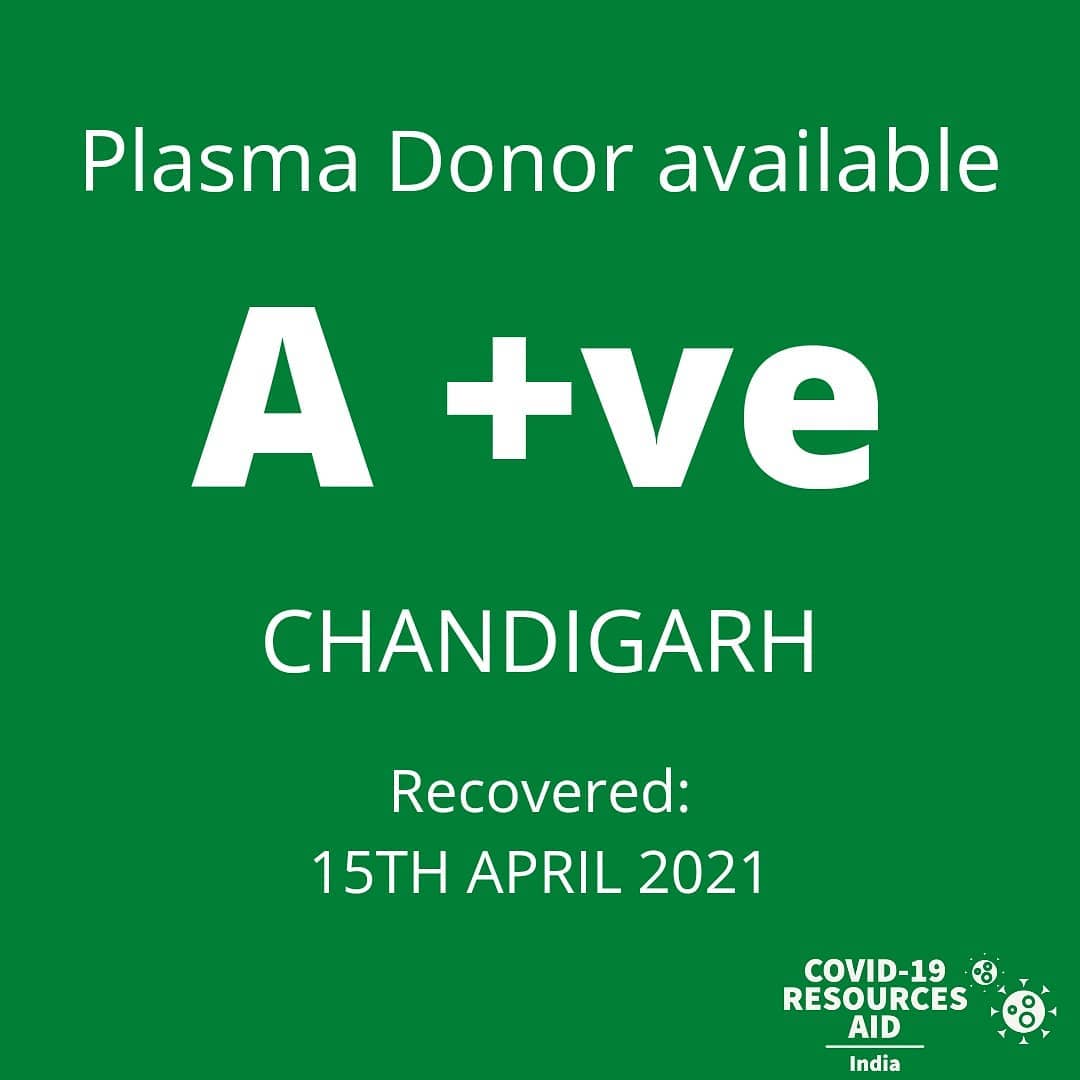 Plasma Donor available
A +ve
CHANDIGARH
Recovered:
15TH APRIL 2021
COVID-19
RESOURCES
AID
India